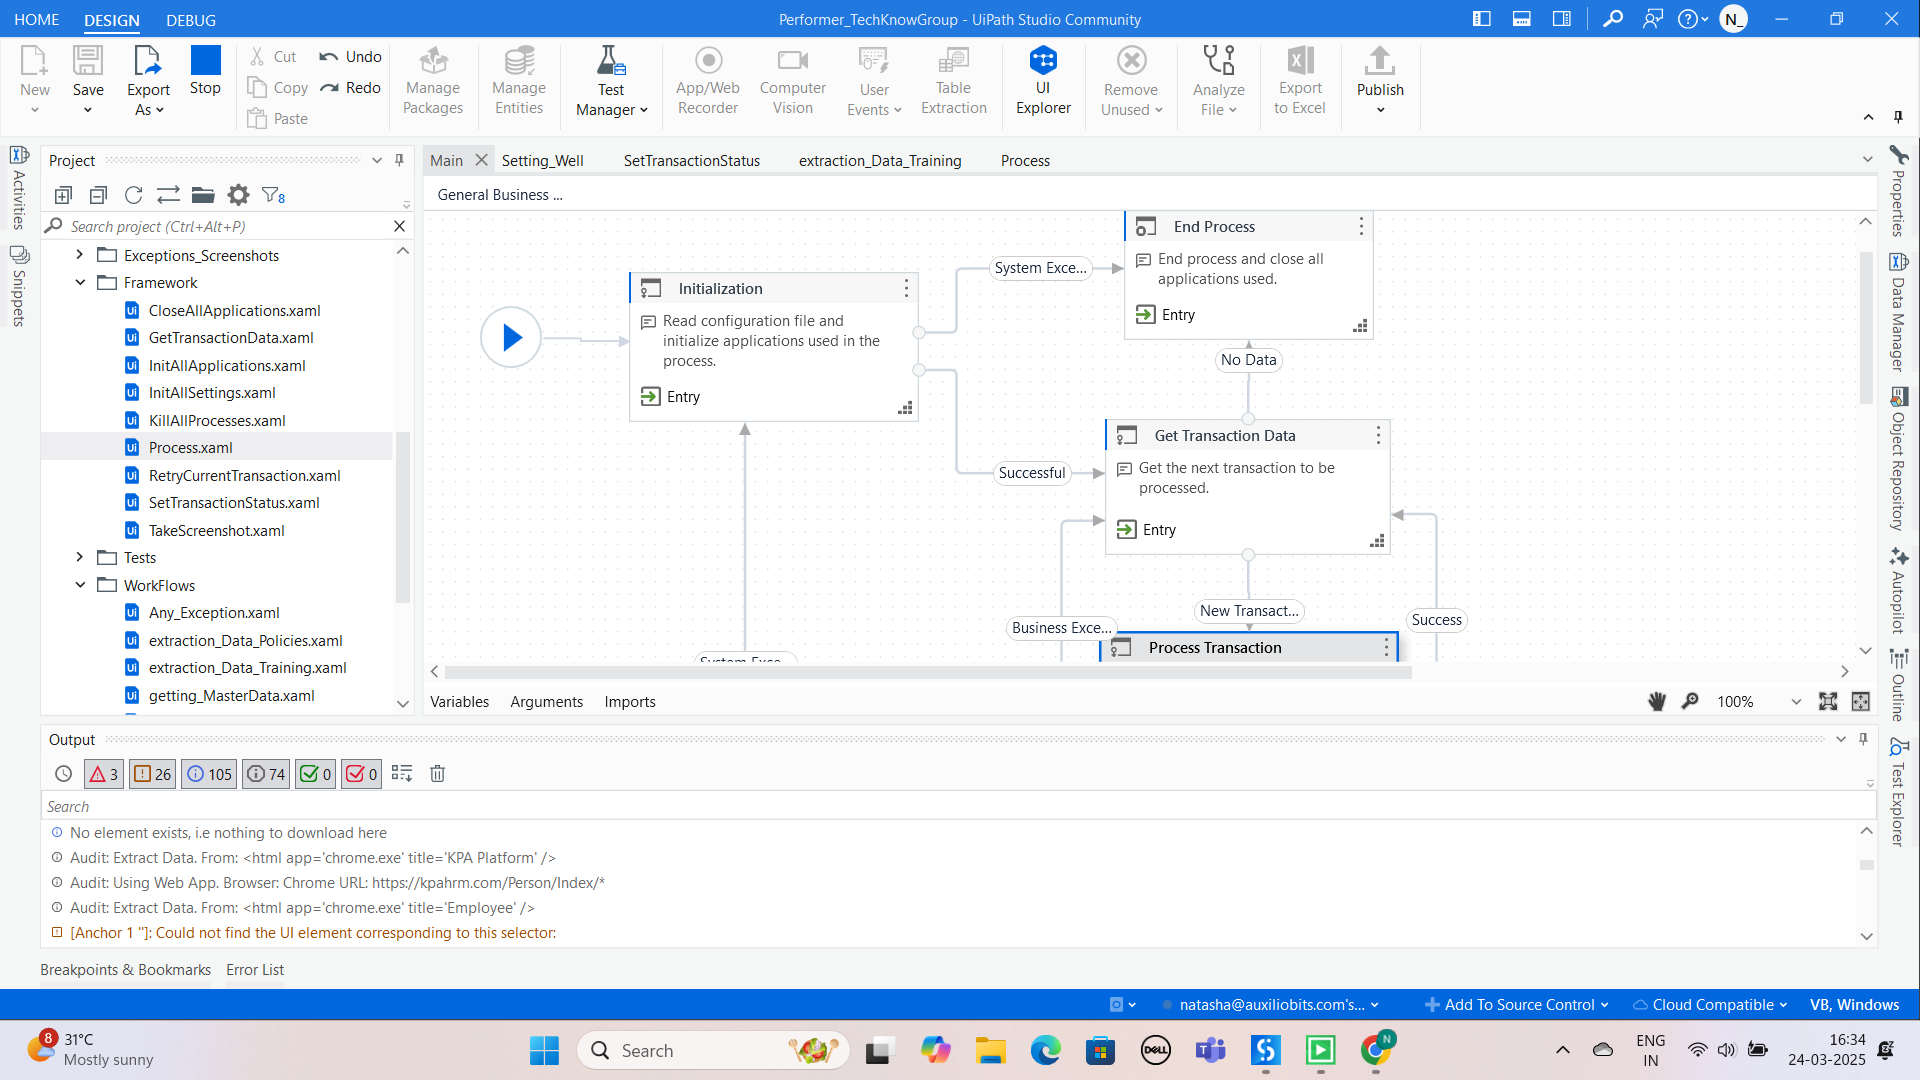 HOME
DESIGN
DEBUG
Performer_TechKnowGroup - UiPath Studio Community
N_
New
Save
Export
As
Stop
Cut
Copy
Paste
Undo
Redo
Manage
Packages
Manage
Entities
Test
Manager
App/Web
Recorder
Computer
Vision
User
Events
Table
Extraction
UI
Explorer
Remove
Unused
Analyze
File
Export
to Excel
Publish
Activities
Snippets
Project
8
Search project (Ctrl+Alt+P)
Exceptions_Screenshots
Framework
CloseAllApplications.xaml
GetTransactionData.xaml
InitAllApplications.xaml
InitAllSettings.xaml
KillAllProcesses.xaml
Process.xaml
RetryCurrentTransaction.xaml
SetTransactionStatus.xaml
TakeScreenshot.xaml
Tests
WorkFlows
Any_Exception.xaml
extraction_Data_Policies.xaml
extraction_Data_Training.xaml
getting_MasterData.xaml
Main
Setting_Well
SetTransactionStatus
extraction_Data_Training
Process
General Business ...
Initialization
Read configuration file and
initialize applications used in the
process.
Entry
System Exce...
End Process
End process and close all
applications used.
Entry
No Data
Successful
Get Transaction Data
Get the next transaction to be
processed.
Entry
New Transact...
Business Exce...
Success
Process Transaction
System Exce...
Variables
Arguments
Imports
100%
Properties
Data Manager
Object Repository
Autopilot
Outline
Test Explorer
Output
3
26
105
74
0
0
Search
No element exists, i.e nothing to download here
Audit: Extract Data. From: <html app='chrome.exe' title='KPA Platform' />
Audit: Using Web App. Browser: Chrome URL: https://kpahrm.com/Person/Index/*
Audit: Extract Data. From: <html app='chrome.exe' title='Employee' />
[Anchor 1 '']: Could not find the UI element corresponding to this selector:
Breakpoints & Bookmarks
Error List
natasha@auxiliobits.com's...
Add To Source Control
Cloud Compatible
VB, Windows
8
31°C
Mostly sunny
Search
DELL
N
ENG
IN
16:34
24-03-2025